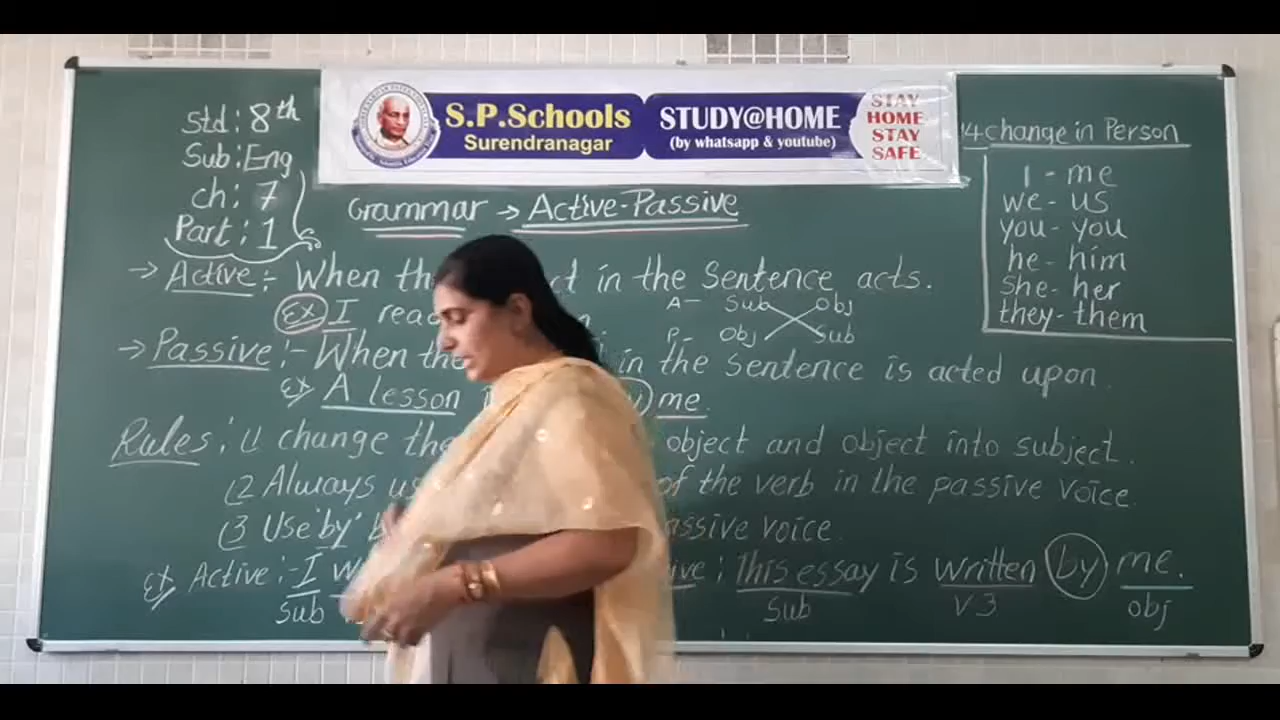 S.P.Schools
Surendranagar
STUDY@HOME
(by whatsapp & youtube)
STAY
HOME
STAY
SAFE
Std: 8th
Sub: Eng
ch: 7
Part: 1
Grammar → Active-Passive
→ Active :- When th in the Sentence acts.
Ex I read
A- Sub Obj
P- Obj Sub
→ Passive :- When the in the sentence is acted upon.
Ex A lesson me.
Rules: (1 change the object and object into subject.
(2 Always us of the verb in the passive voice.
(3 Use 'by' assive voice.
Ex Active :- I w ve : This essay is written by me.
Sub Sub V3 obj
4 change in Person
I - me
we - us
you - you
he - him
She - her
they - them